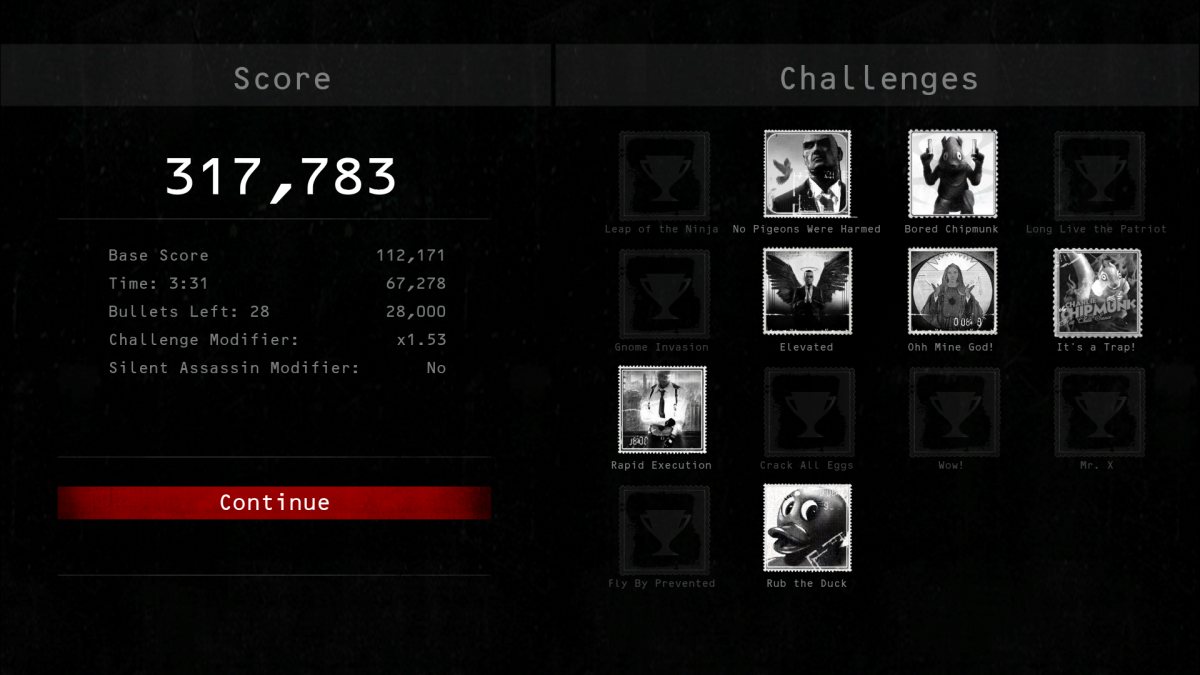 Score
317,783
Base Score 112,171
Time: 3:31 67,278
Bullets Left: 28 28,000
Challenge Modifier: x1.53
Silent Assassin Modifier: No
Continue
Challenges
Leap of the Ninja No Pigeons Were Harmed Bored Chipmunk Long Live the Patriot
CHIPMUNK
Gnome Invasion Elevated Ohh Mine God! It's a Trap!
Rapid Execution Crack All Eggs Wow! Mr. X
Fly By Prevented Rub the Duck